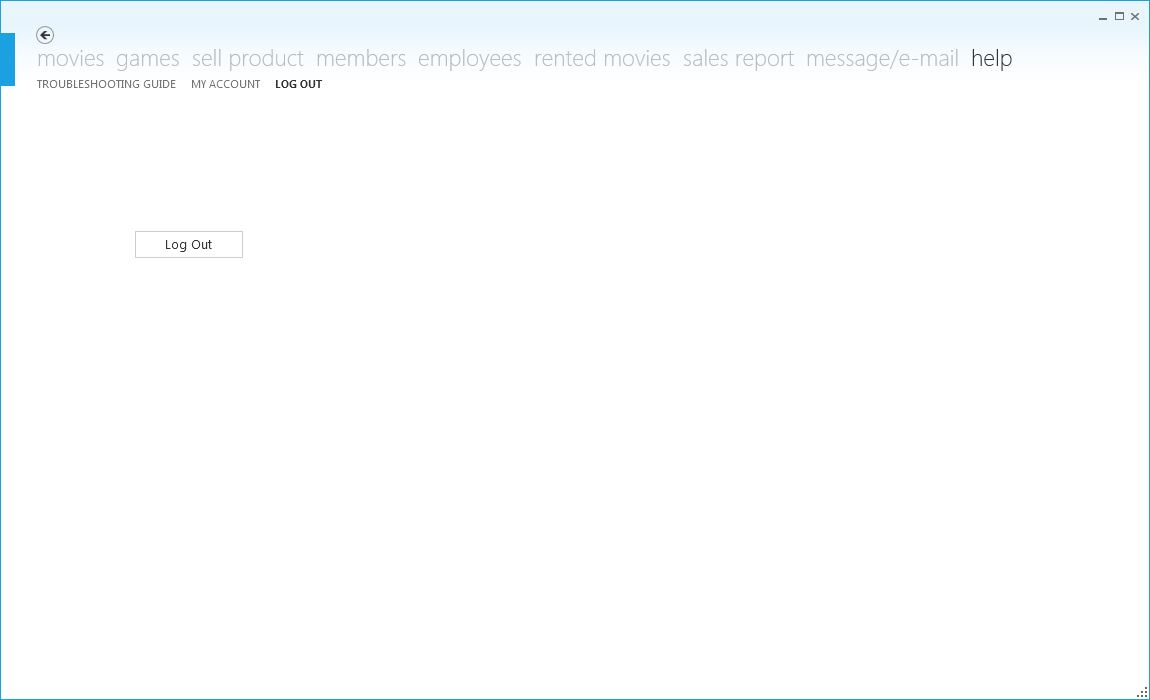 movies games sell product members employees rented movies sales report message/e-mail help
TROUBLESHOOTING GUIDE MY ACCOUNT LOG OUT
Log Out